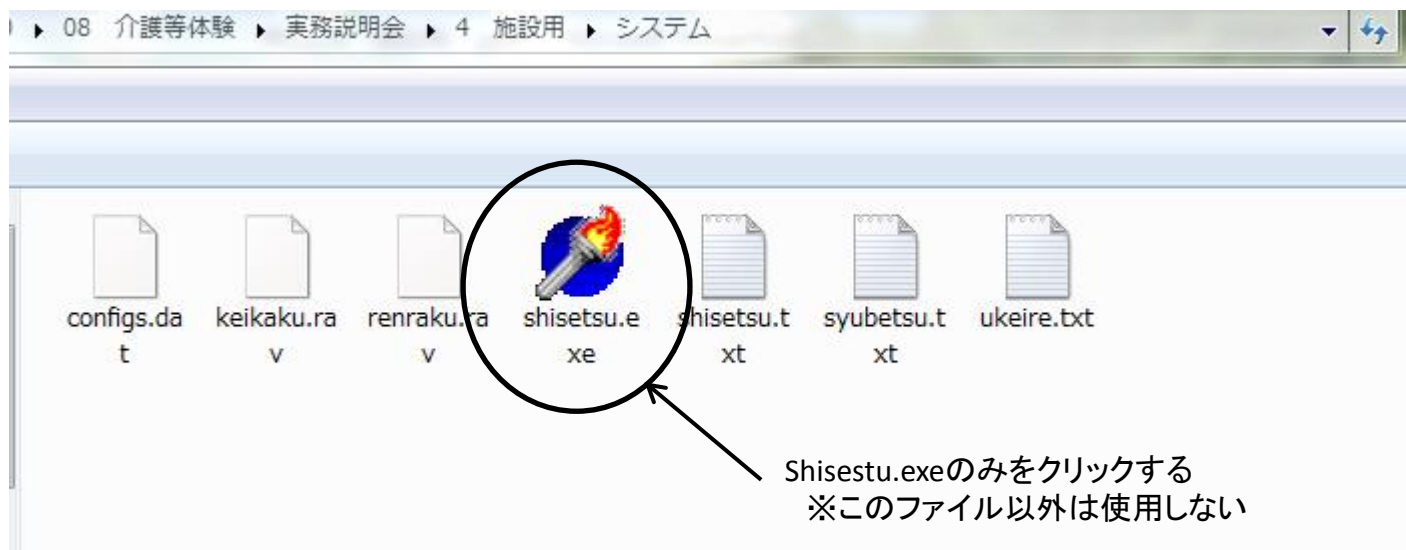 ▸ 08 介護等体験 ▸ 実務説明会 ▸ 4 施設用 ▸ システム
configs.da
t
keikaku.ra
v
renraku.ra
v
shisetsu.e
xe
shisetsu.t
xt
syubetsu.t
xt
ukeire.txt
Shisestu.exeのみをクリックする
※このファイル以外は使用しない